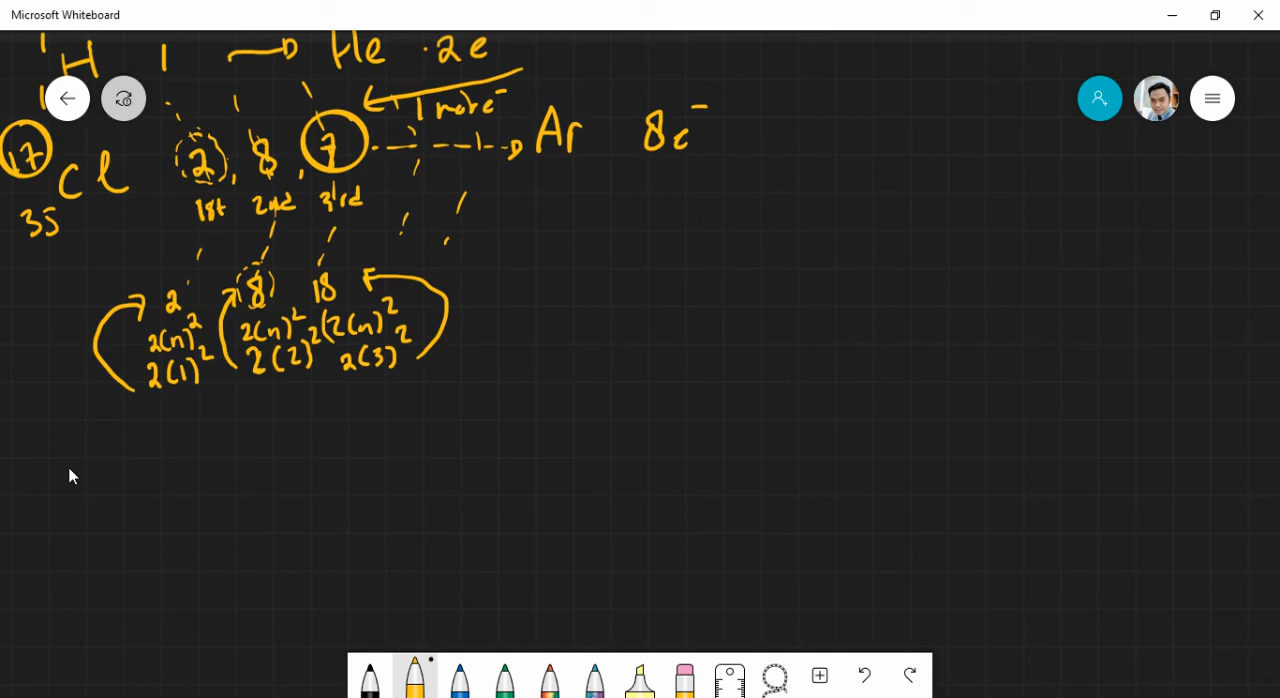 Microsoft Whiteboard
1 H 1 → He · 2e
1 more⁻
17 Cl 2, 8, 7 → Ar 8e⁻
35
1st 2nd 3rd
2 8 18
2(n)² 2(n)² 2(n)²
2(1)² 2(2)² 2(3)²